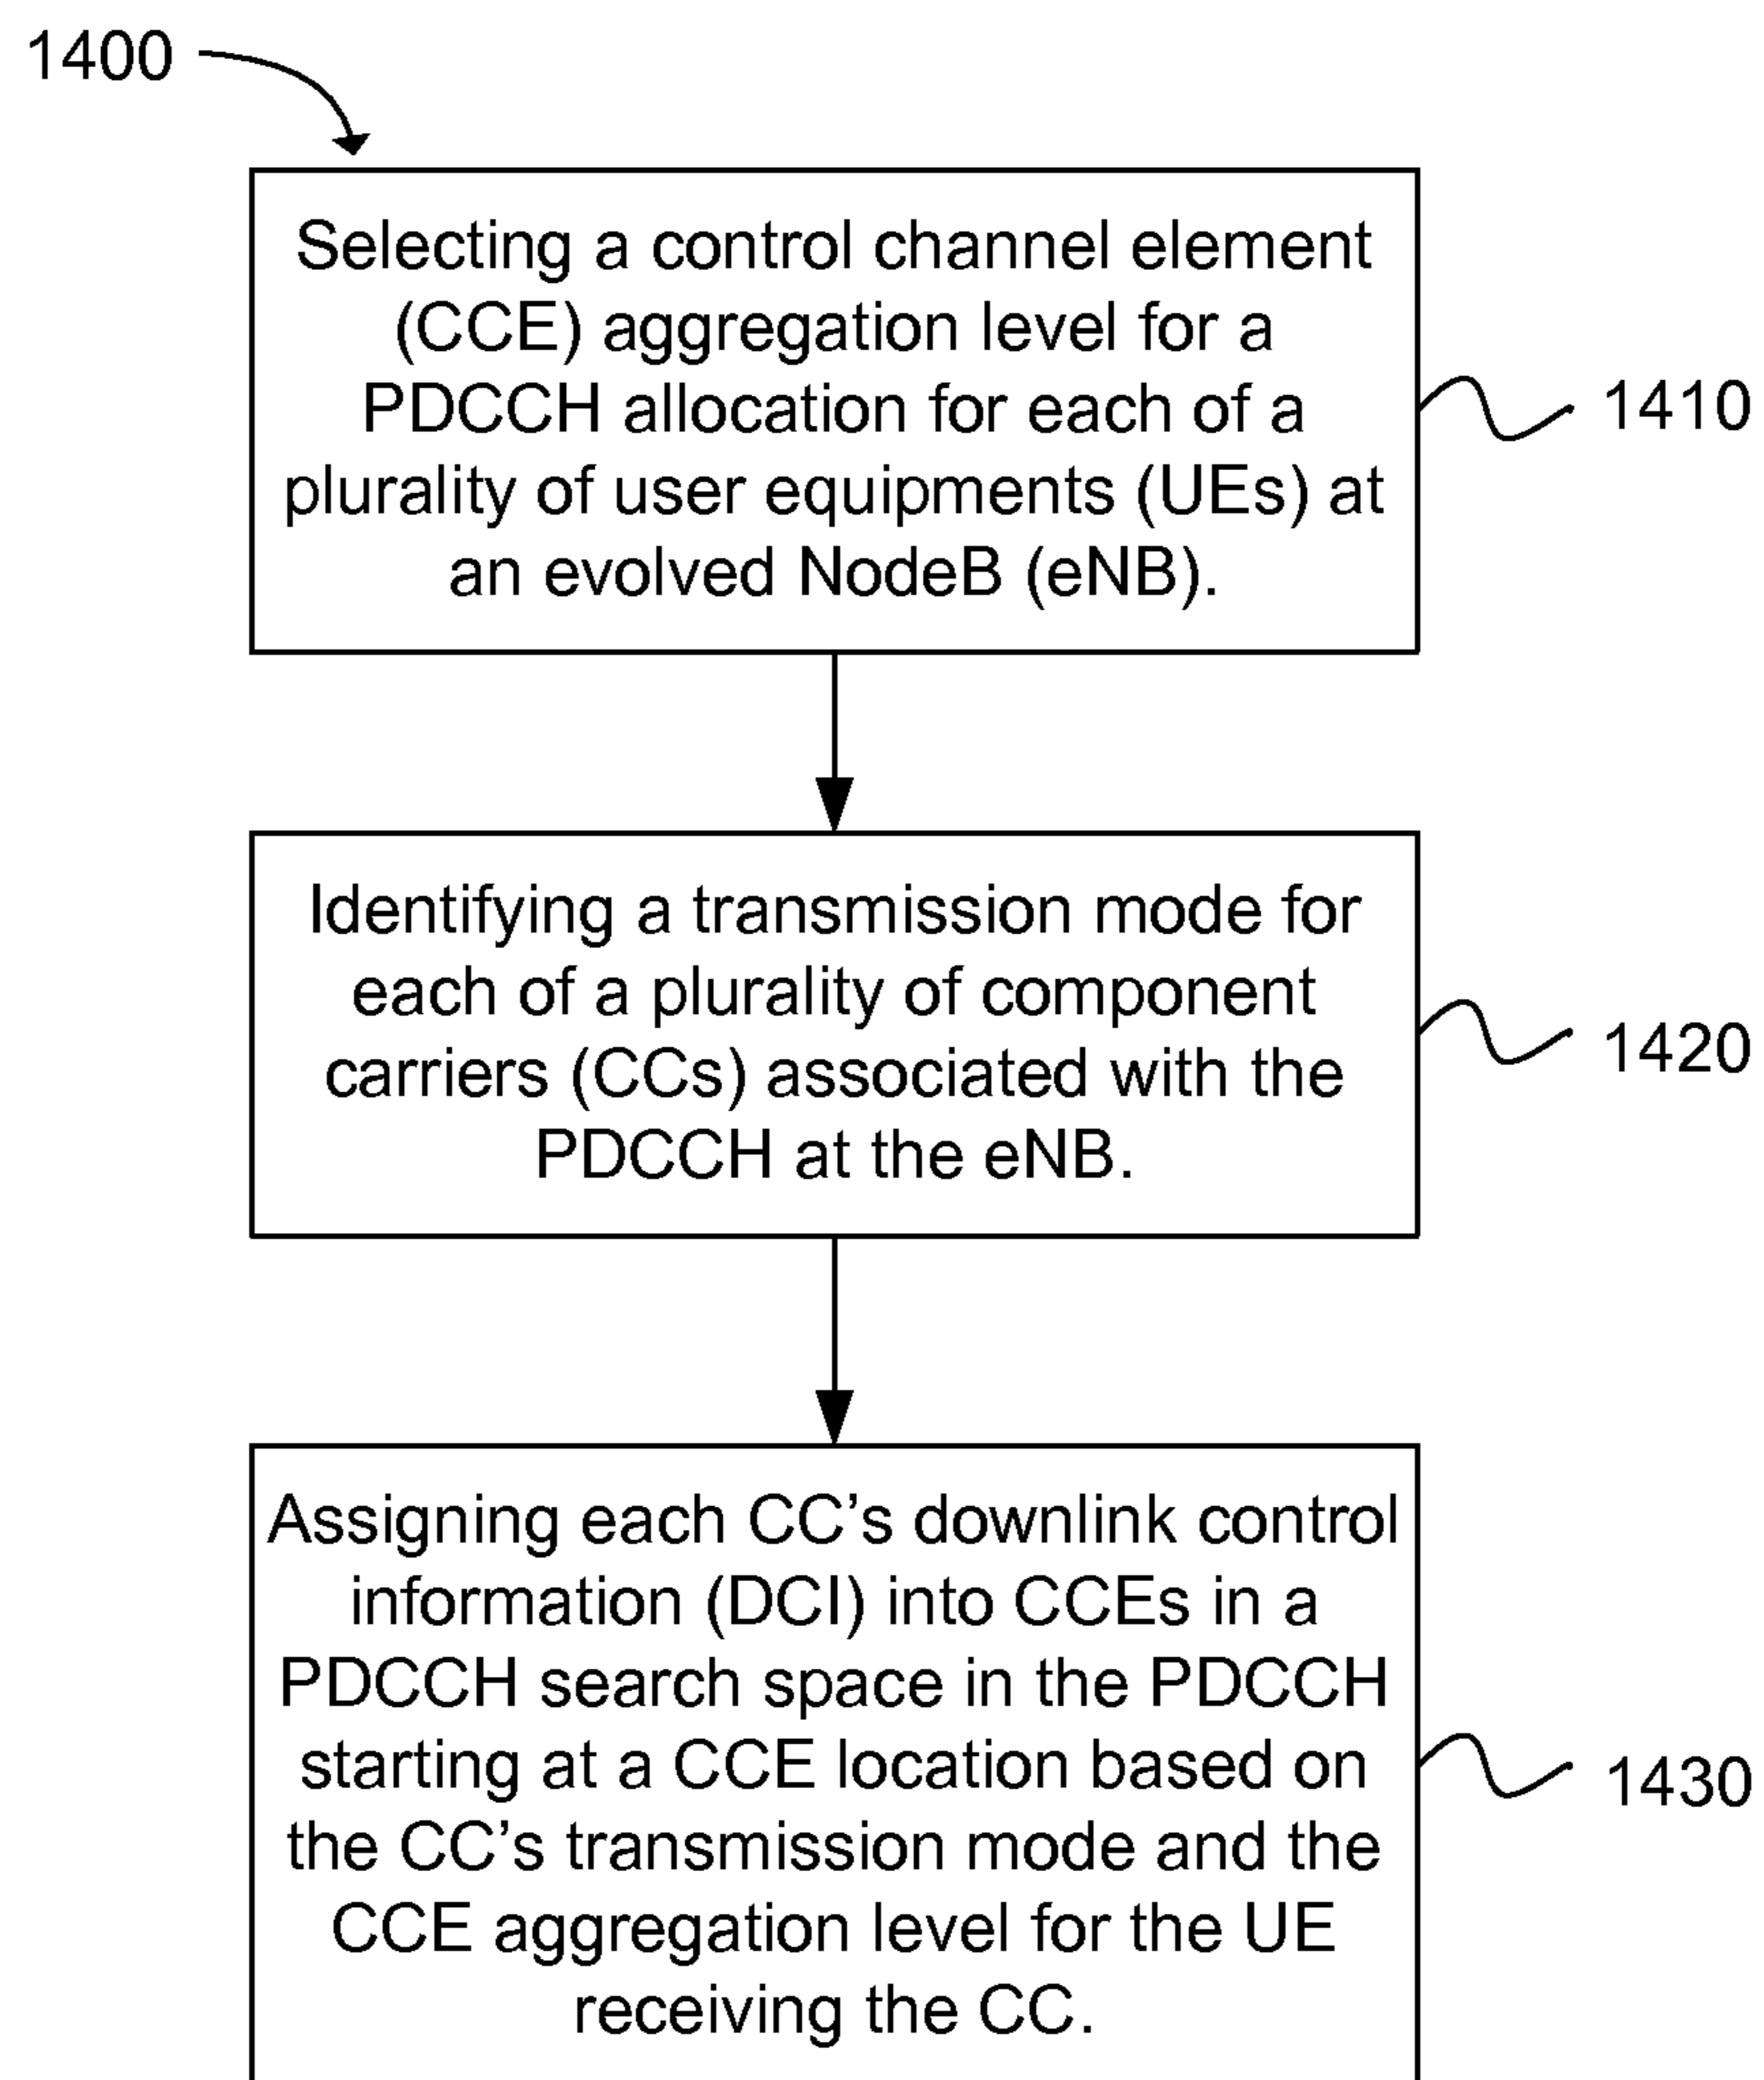 1400
Selecting a control channel element
(CCE) aggregation level for a
PDCCH allocation for each of a
plurality of user equipments (UEs) at
an evolved NodeB (eNB).
1410
Identifying a transmission mode for
each of a plurality of component
carriers (CCs) associated with the
PDCCH at the eNB.
1420
Assigning each CC’s downlink control
information (DCI) into CCEs in a
PDCCH search space in the PDCCH
starting at a CCE location based on
the CC’s transmission mode and the
CCE aggregation level for the UE
receiving the CC.
1430